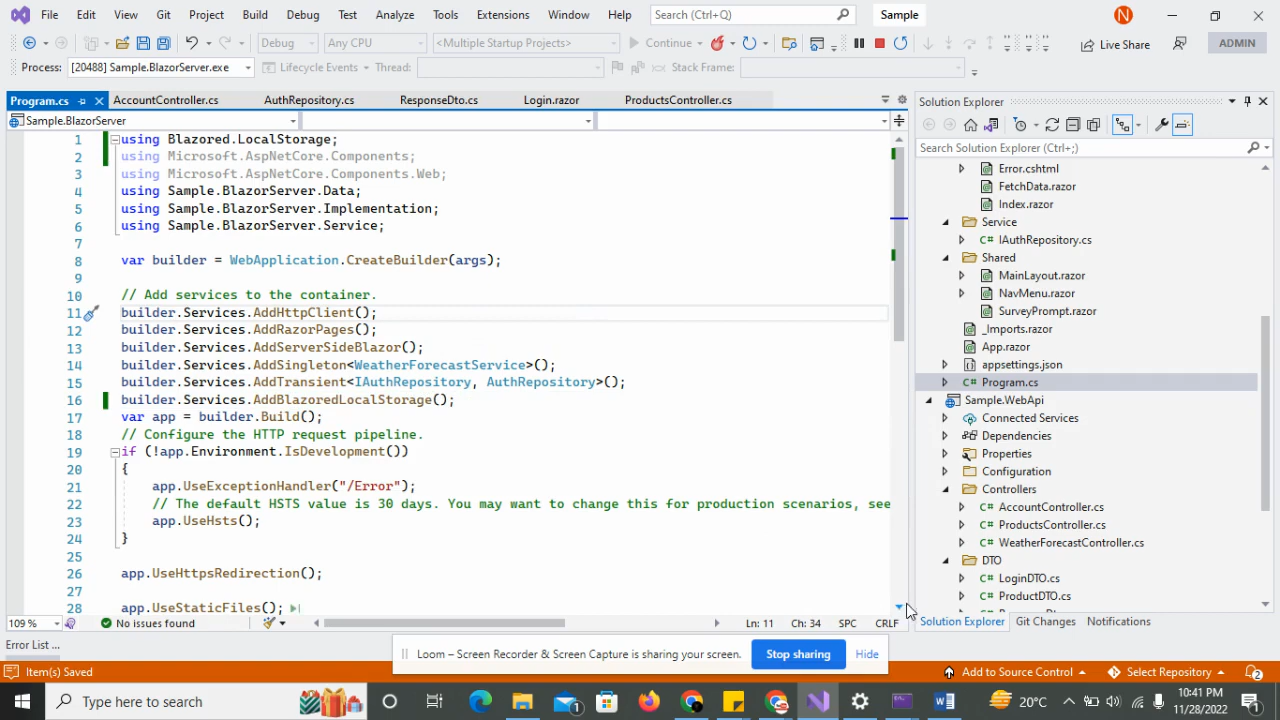 File Edit View Git Project Build Debug Test Analyze Tools Extensions Window Help Search (Ctrl+Q) Sample N
Debug Any CPU <Multiple Startup Projects> Continue Live Share ADMIN
Process: [20488] Sample.BlazorServer.exe Lifecycle Events Thread: Stack Frame:
Program.cs AccountController.cs AuthRepository.cs ResponseDto.cs Login.razor ProductsController.cs
Sample.BlazorServer
1 using Blazored.LocalStorage;
2 using Microsoft.AspNetCore.Components;
3 using Microsoft.AspNetCore.Components.Web;
4 using Sample.BlazorServer.Data;
5 using Sample.BlazorServer.Implementation;
6 using Sample.BlazorServer.Service;
7
8 var builder = WebApplication.CreateBuilder(args);
9
10 // Add services to the container.
11 builder.Services.AddHttpClient();
12 builder.Services.AddRazorPages();
13 builder.Services.AddServerSideBlazor();
14 builder.Services.AddSingleton<WeatherForecastService>();
15 builder.Services.AddTransient<IAuthRepository, AuthRepository>();
16 builder.Services.AddBlazoredLocalStorage();
17 var app = builder.Build();
18 // Configure the HTTP request pipeline.
19 if (!app.Environment.IsDevelopment())
20 {
21 app.UseExceptionHandler("/Error");
22 // The default HSTS value is 30 days. You may want to change this for production scenarios, see
23 app.UseHsts();
24 }
25
26 app.UseHttpsRedirection();
27
28 app.UseStaticFiles();
109 % No issues found Ln: 11 Ch: 34 SPC CRLF
Error List ...
Solution Explorer
Search Solution Explorer (Ctrl+;)
Error.cshtml
FetchData.razor
Index.razor
Service
C# IAuthRepository.cs
Shared
MainLayout.razor
NavMenu.razor
SurveyPrompt.razor
_Imports.razor
App.razor
appsettings.json
C# Program.cs
Sample.WebApi
Connected Services
Dependencies
Properties
Configuration
Controllers
C# AccountController.cs
C# ProductsController.cs
C# WeatherForecastController.cs
DTO
C# LoginDTO.cs
C# ProductDTO.cs
Solution Explorer Git Changes Notifications
Loom – Screen Recorder & Screen Capture is sharing your screen. Stop sharing Hide
Item(s) Saved Add to Source Control Select Repository 2
Type here to search 1 20°C 10:41 PM
11/28/2022 1